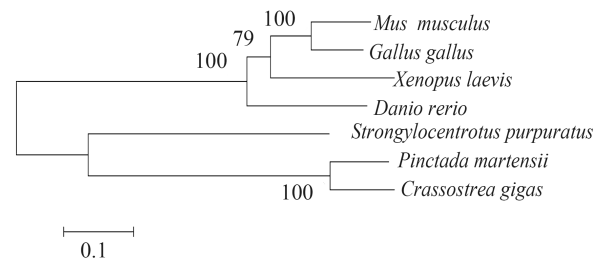 100
Mus musculus
79
Gallus gallus
100
Xenopus laevis
Danio rerio
Strongylocentrotus purpuratus
Pinctada martensii
100
Crassostrea gigas
0.1